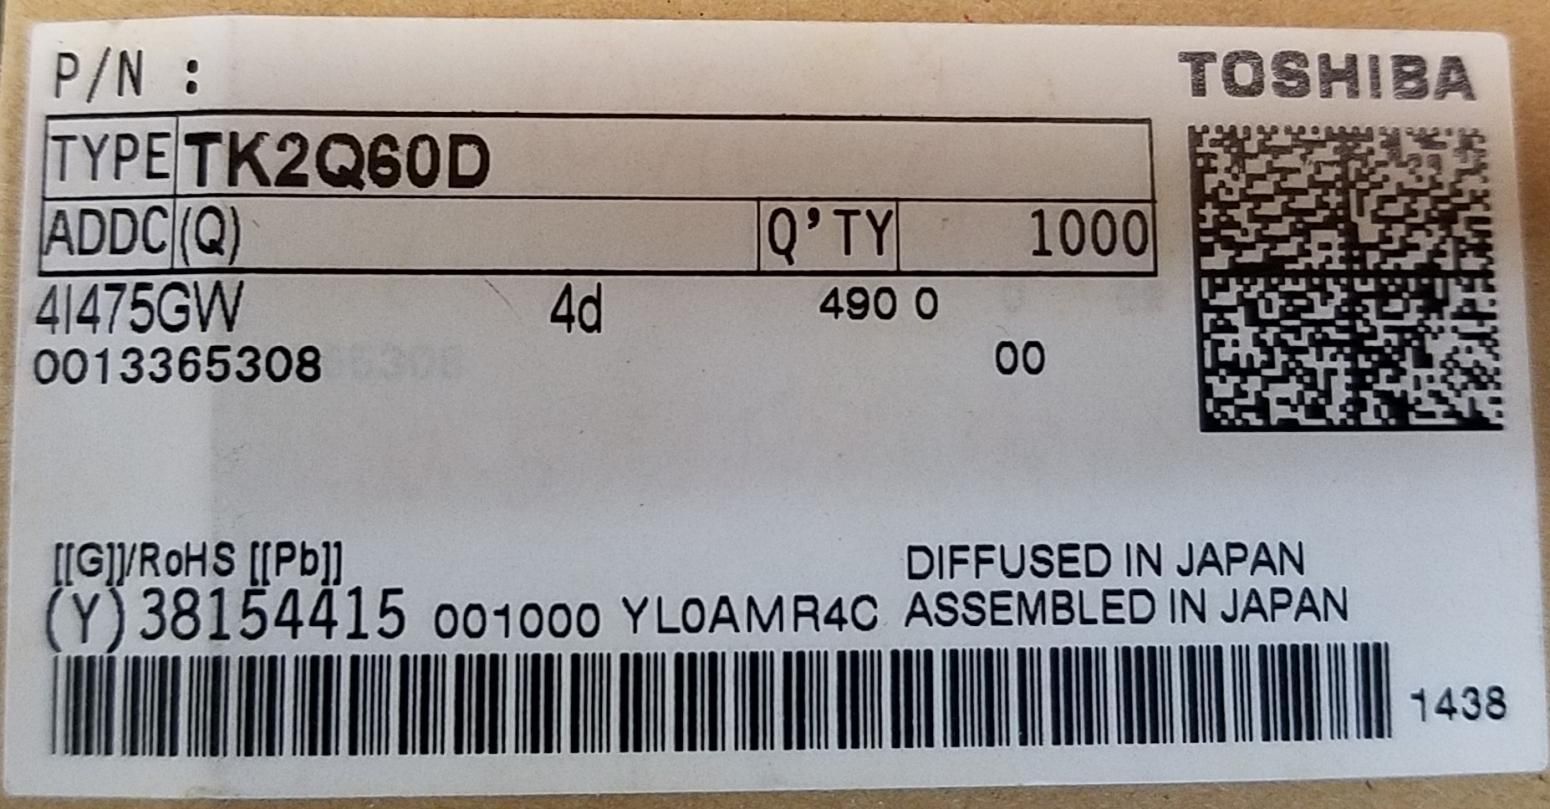 P/N :
TOSHIBA
TYPE TK2Q60D
ADDC (Q) Q'TY 1000
4I475GW 4d 490 0
0013365308 00
[[G]]/RoHS [[Pb]] DIFFUSED IN JAPAN
(Y)38154415 001000 YL0AMR4C ASSEMBLED IN JAPAN
1438